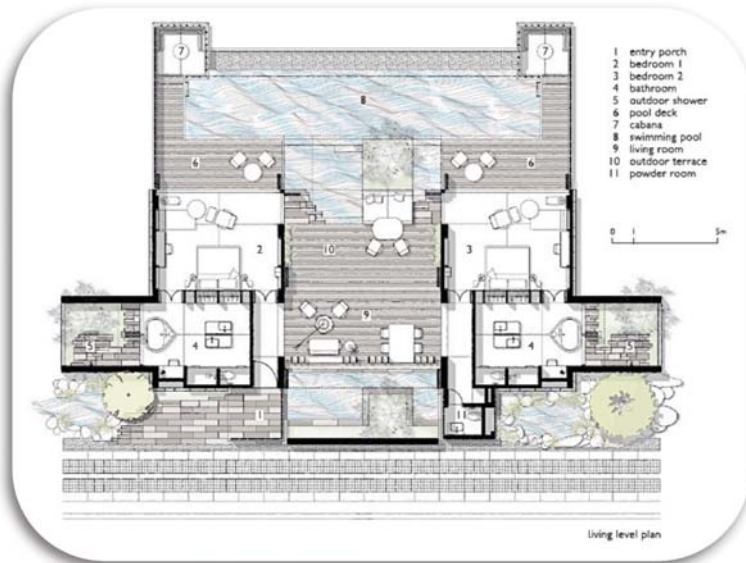 7
7
1 entry porch
2 bedroom 1
3 bedroom 2
4 bathroom
5 outdoor shower
6 pool deck
7 cabana
8 swimming pool
9 living room
10 outdoor terrace
11 powder room
8
6
6
0 1 5m
2
10
3
9
5
4
4
5
1
11
living level plan